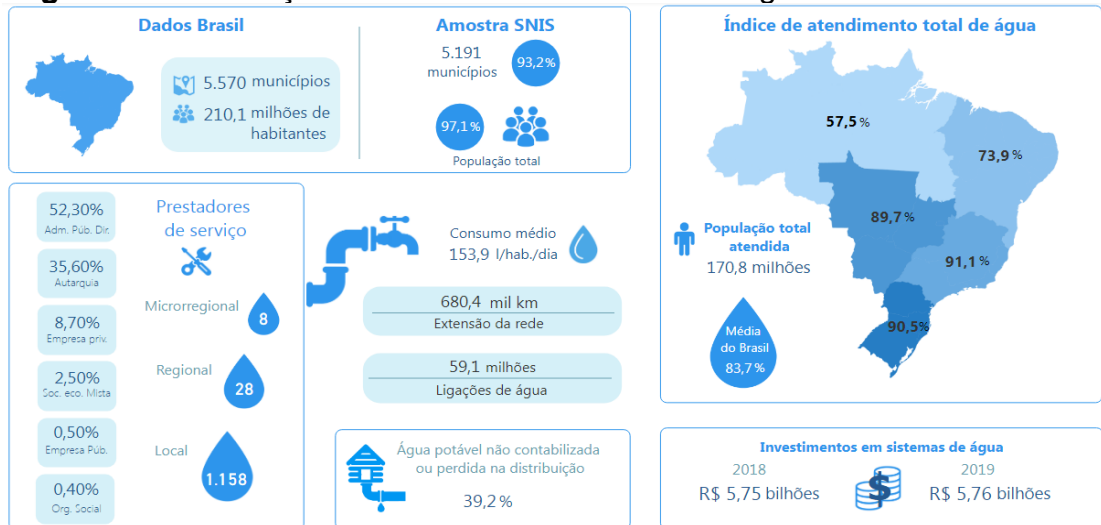 Dados Brasil
5.570 municípios
210,1 milhões de
habitantes
Amostra SNIS
5.191
municípios
93,2%
97,1%
População total
Índice de atendimento total de água
57,5%
73,9%
89,7%
91,1%
90,5%
População total
atendida
170,8 milhões
Média
do Brasil
83,7%
52,30%
Adm. Púb. Dir.
35,60%
Autarquia
8,70%
Empresa priv.
2,50%
Soc. eco. Mista
0,50%
Empresa Púb.
0,40%
Org. Social
Prestadores
de serviço
Microrregional
8
Regional
28
Local
1.158
Consumo médio
153,9 l/hab./dia
680,4 mil km
Extensão da rede
59,1 milhões
Ligações de água
Água potável não contabilizada
ou perdida na distribuição
39,2%
Investimentos em sistemas de água
2018
R$ 5,75 bilhões
2019
R$ 5,76 bilhões